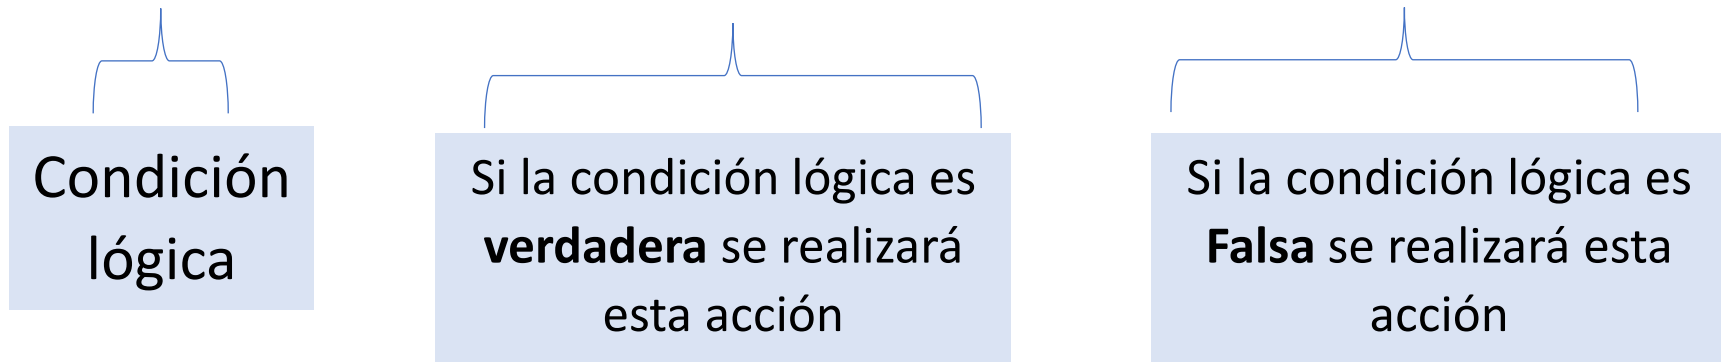 Condición
lógica
Si la condición lógica es
verdadera se realizará
esta acción
Si la condición lógica es
Falsa se realizará esta
acción